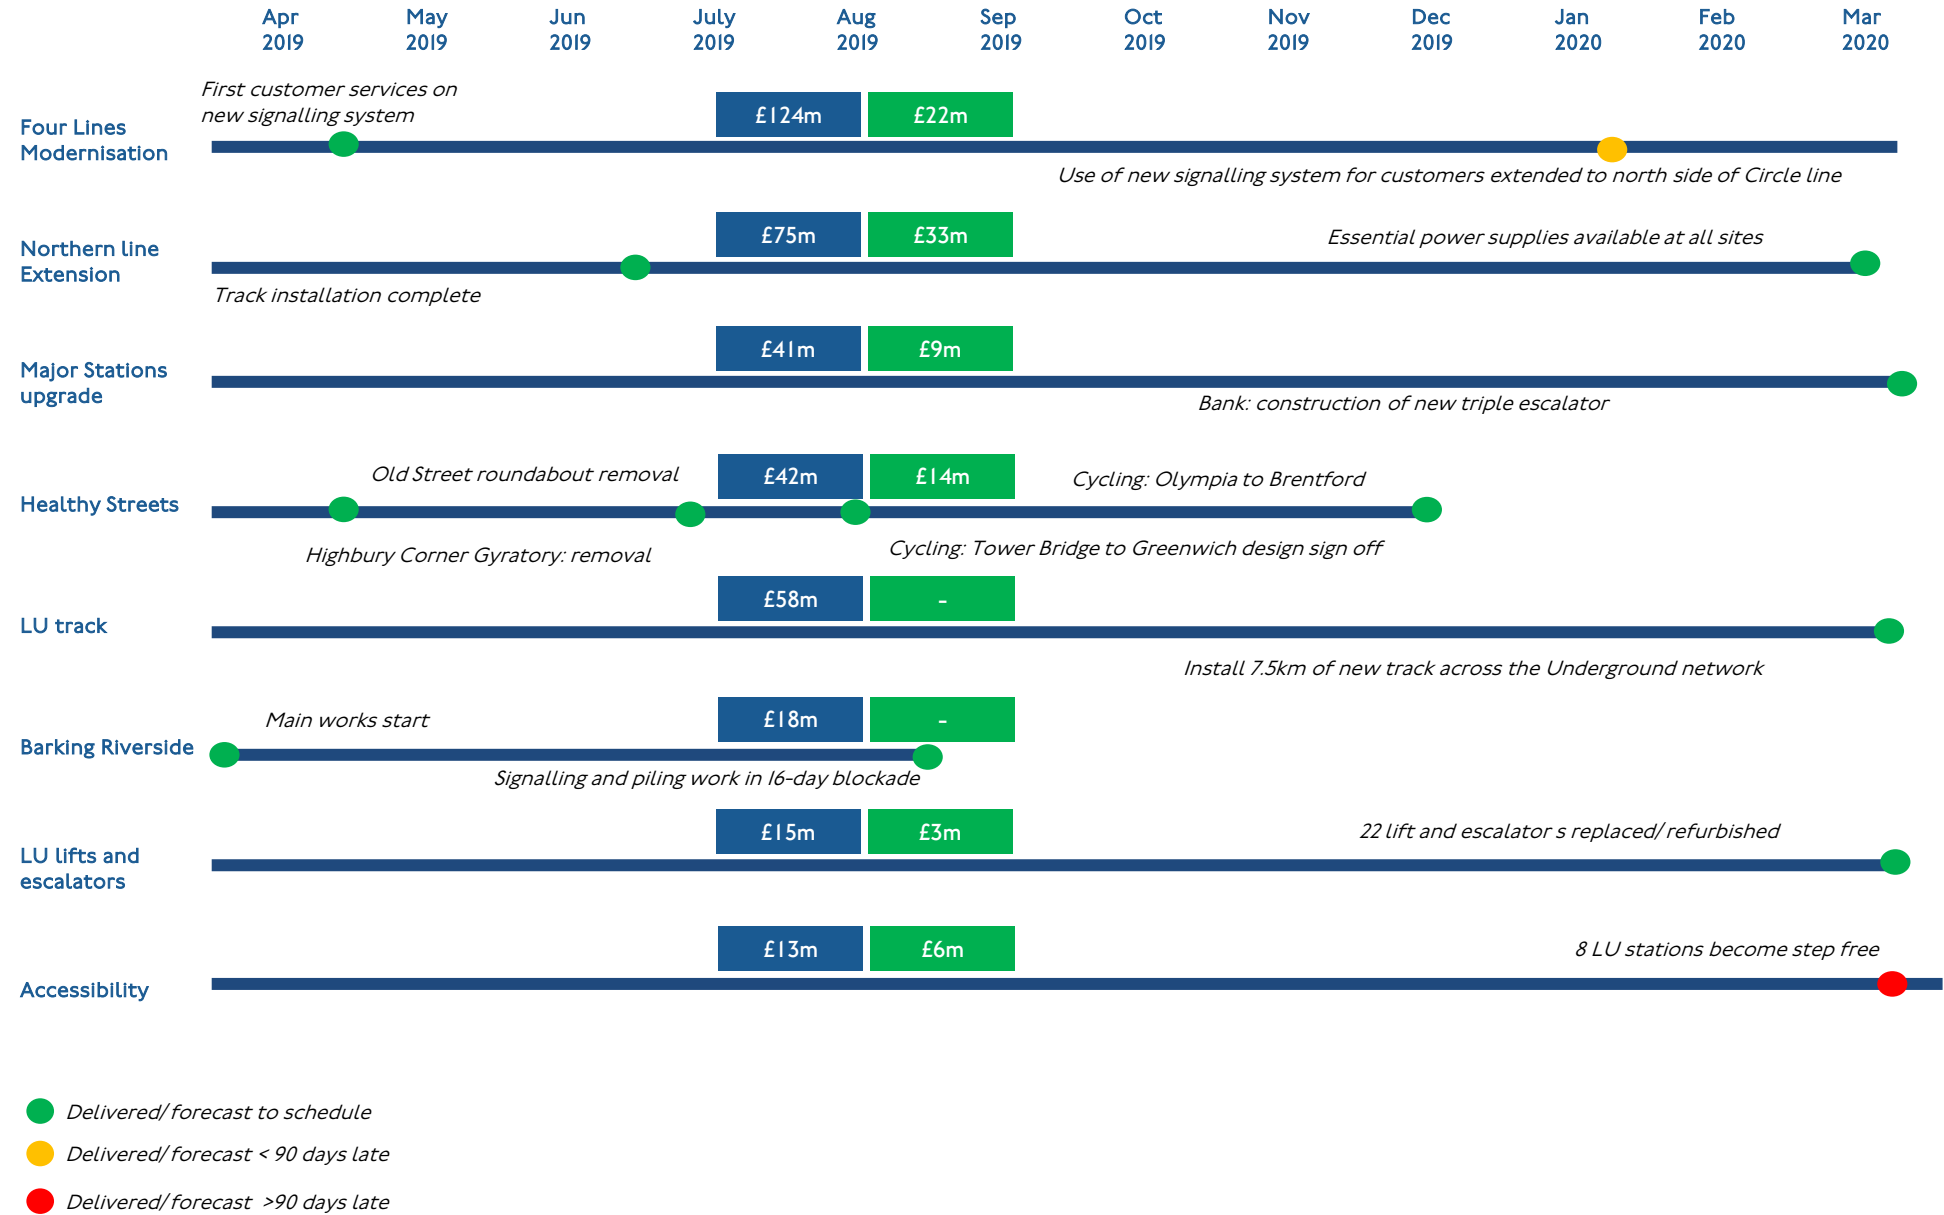 Apr May Jun July Aug Sep Oct Nov Dec Jan Feb Mar
2019 2019 2019 2019 2019 2019 2019 2019 2019 2020 2020 2020
First customer services on
new signalling system
£124m £22m
Four Lines
Modernisation
Use of new signalling system for customers extended to north side of Circle line
£75m £33m
Essential power supplies available at all sites
Northern line
Extension
Track installation complete
£41m £9m
Major Stations
upgrade
Bank: construction of new triple escalator
Old Street roundabout removal
£42m £14m
Cycling: Olympia to Brentford
Healthy Streets
Highbury Corner Gyratory: removal
Cycling: Tower Bridge to Greenwich design sign off
£58m -
LU track
Install 7.5km of new track across the Underground network
Main works start
£18m -
Barking Riverside
Signalling and piling work in 16-day blockade
£15m £3m
22 lift and escalator s replaced/refurbished
LU lifts and
escalators
£13m £6m
8 LU stations become step free
Accessibility
Delivered/forecast to schedule
Delivered/forecast < 90 days late
Delivered/forecast >90 days late